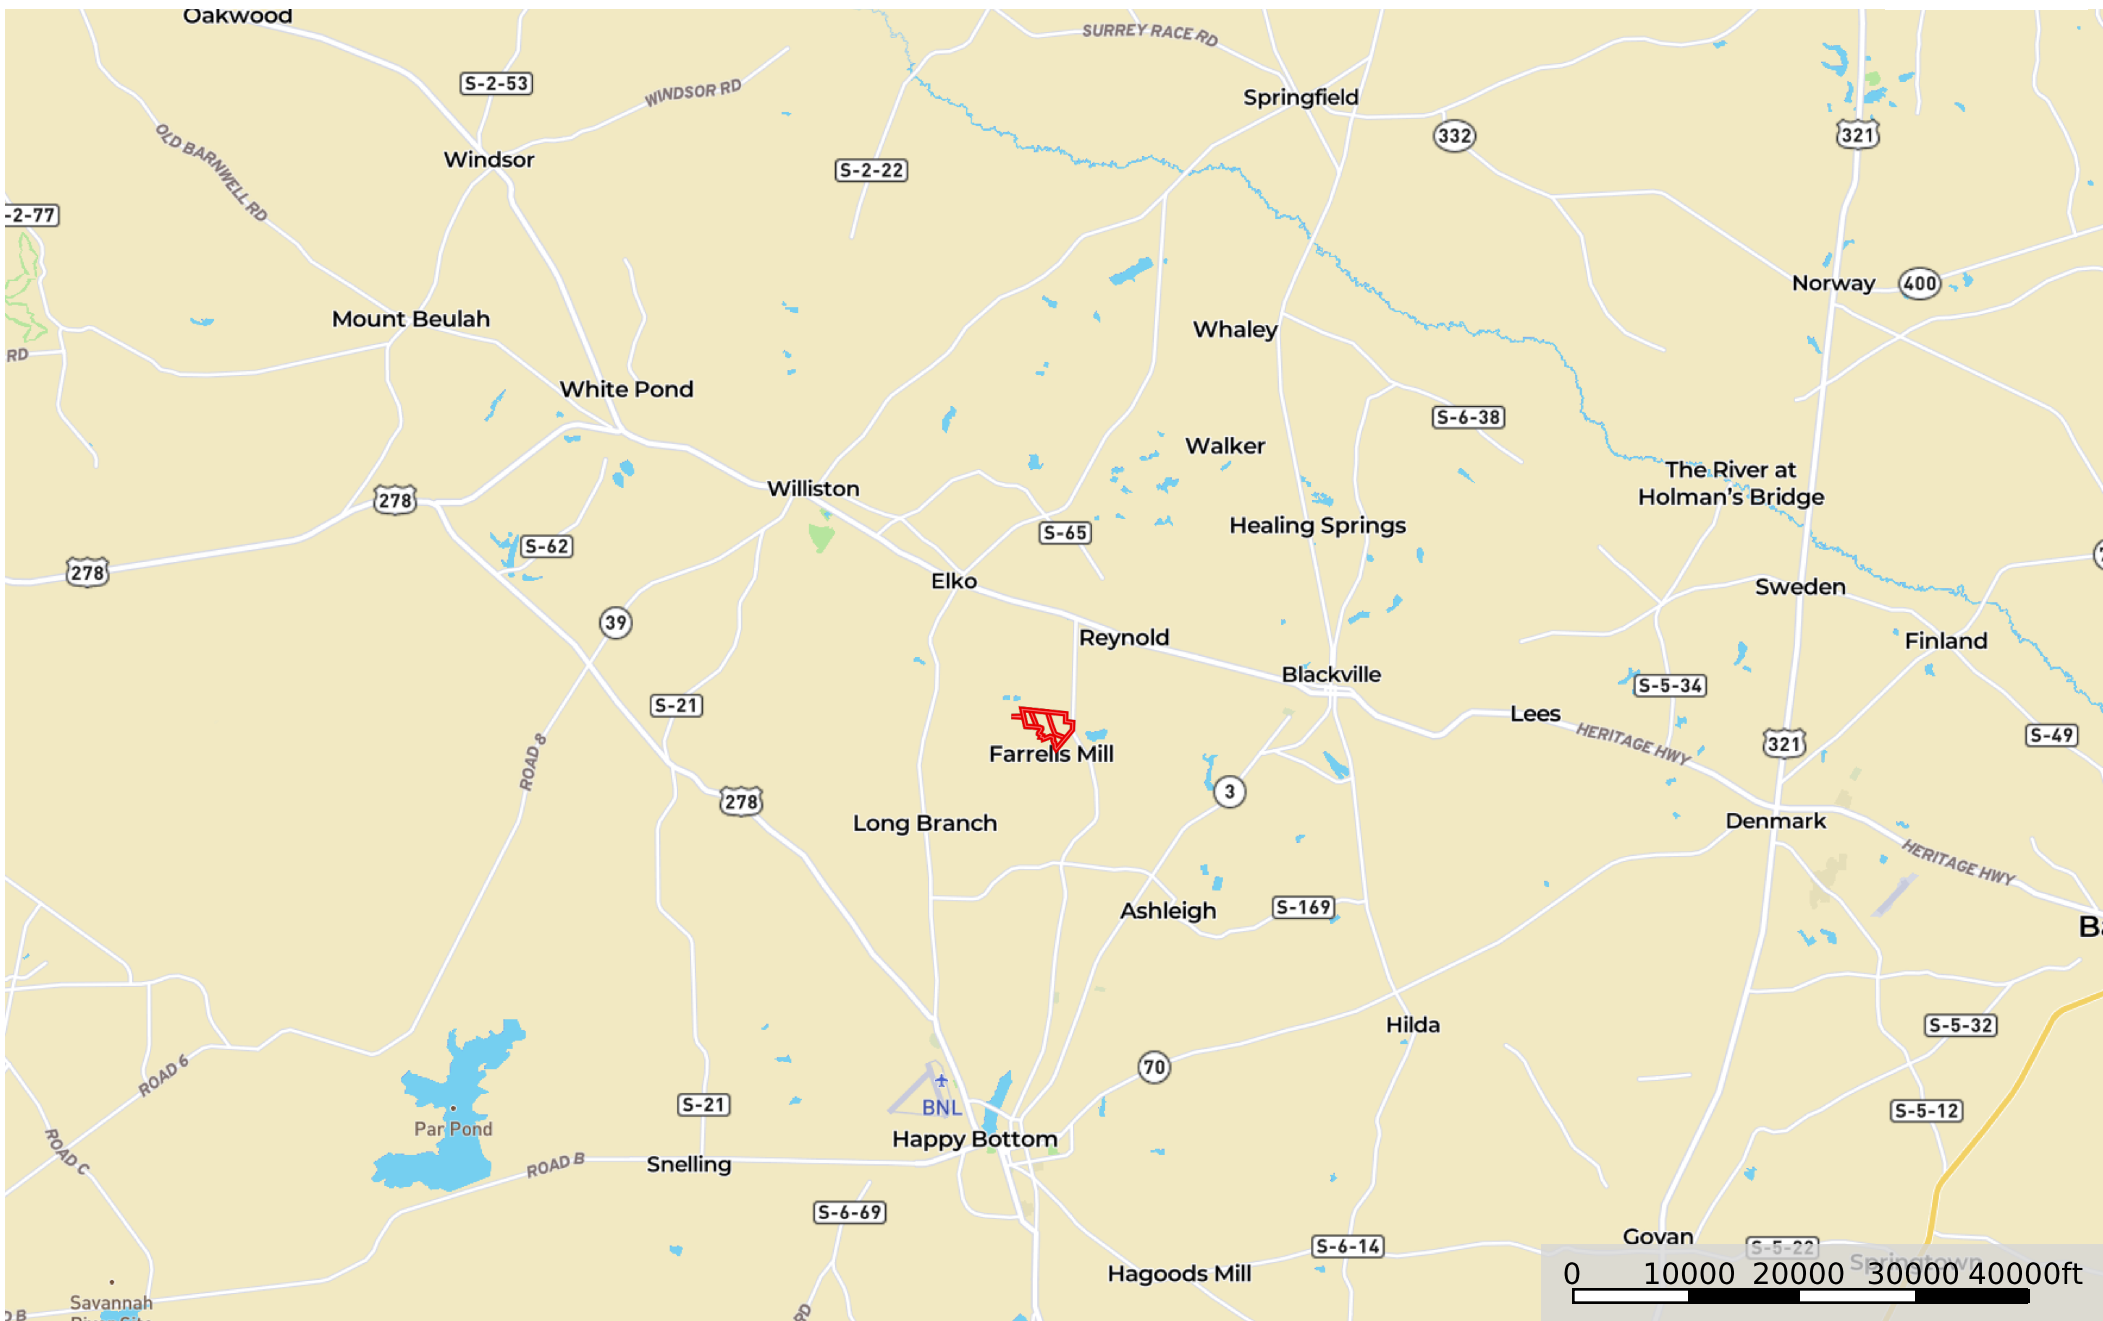 Oakwood
SURREY RACE RD
S-2-53
WINDSOR RD
Springfield
332
321
OLD BARNWELL RD
Windsor
S-2-22
-2-77
Norway
400
Mount Beulah
Whaley
RD
White Pond
S-6-38
Walker
The River at
Holman's Bridge
Williston
278
Healing Springs
S-65
S-62
278
Elko
Sweden
39
Reynold
Finland
Blackville
S-5-34
S-21
Lees
HERITAGE HWY
S-49
321
Farrells Mill
ROAD 8
3
278
Long Branch
Denmark
HERITAGE HWY
Ashleigh
S-169
Ba
Hilda
S-5-32
70
ROAD 6
S-21
BNL
S-5-12
Par Pond
Happy Bottom
ROAD C
ROAD B
Snelling
S-6-69
Govan
S-6-14
S-5-22
Springtown
Hagoods Mill
0 10000 20000 30000 40000ft
Savannah
River Site
RD
D B